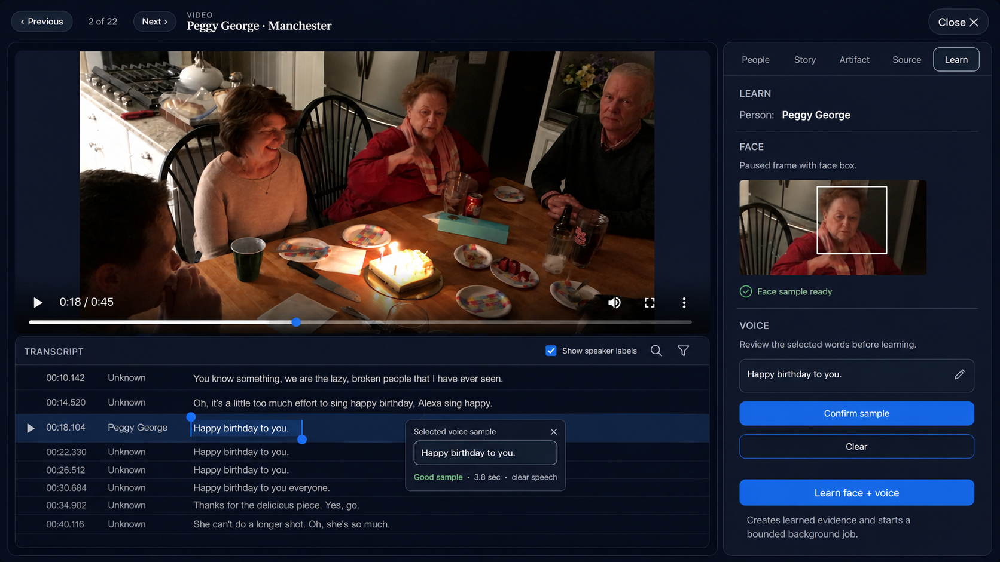 ‹ Previous
2 of 22
Next ›
VIDEO
Peggy George · Manchester
Close
0:18 / 0:45
TRANSCRIPT
Show speaker labels
00:10.142 Unknown You know something, we are the lazy, broken people that I have ever seen.
00:14.520 Unknown Oh, it's a little too much effort to sing happy birthday, Alexa sing happy.
00:18.104 Peggy George Happy birthday to you.
00:22.330 Unknown Happy birthday to you.
00:26.512 Unknown Happy birthday to you.
00:30.684 Unknown Happy birthday to you everyone.
00:34.902 Unknown Thanks for the delicious piece. Yes, go.
00:40.116 Unknown She can't do a longer shot. Oh, she's so much.
Selected voice sample
Happy birthday to you.
Good sample · 3.8 sec · clear speech
People Story Artifact Source Learn
LEARN
Person: Peggy George
FACE
Paused frame with face box.
Face sample ready
VOICE
Review the selected words before learning.
Happy birthday to you.
Confirm sample
Clear
Learn face + voice
Creates learned evidence and starts a
bounded background job.